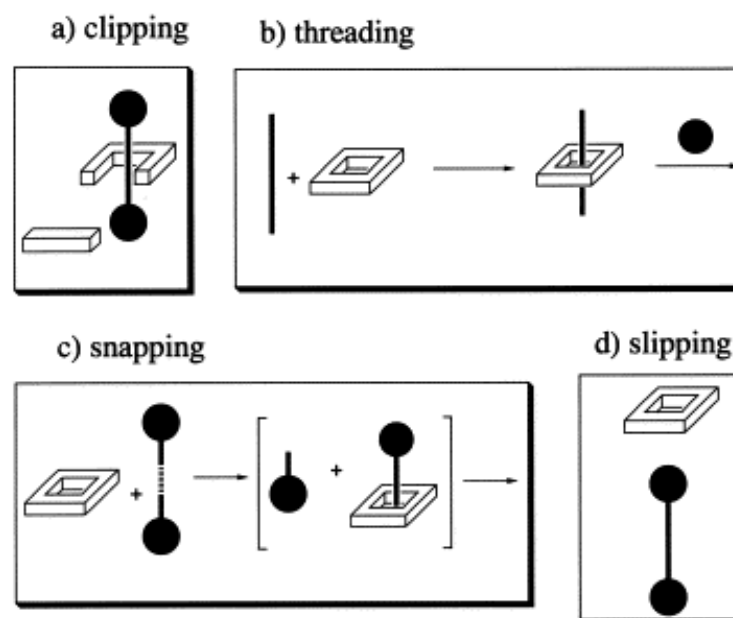 a) clipping
b) threading
+
c) snapping
+
+
d) slipping